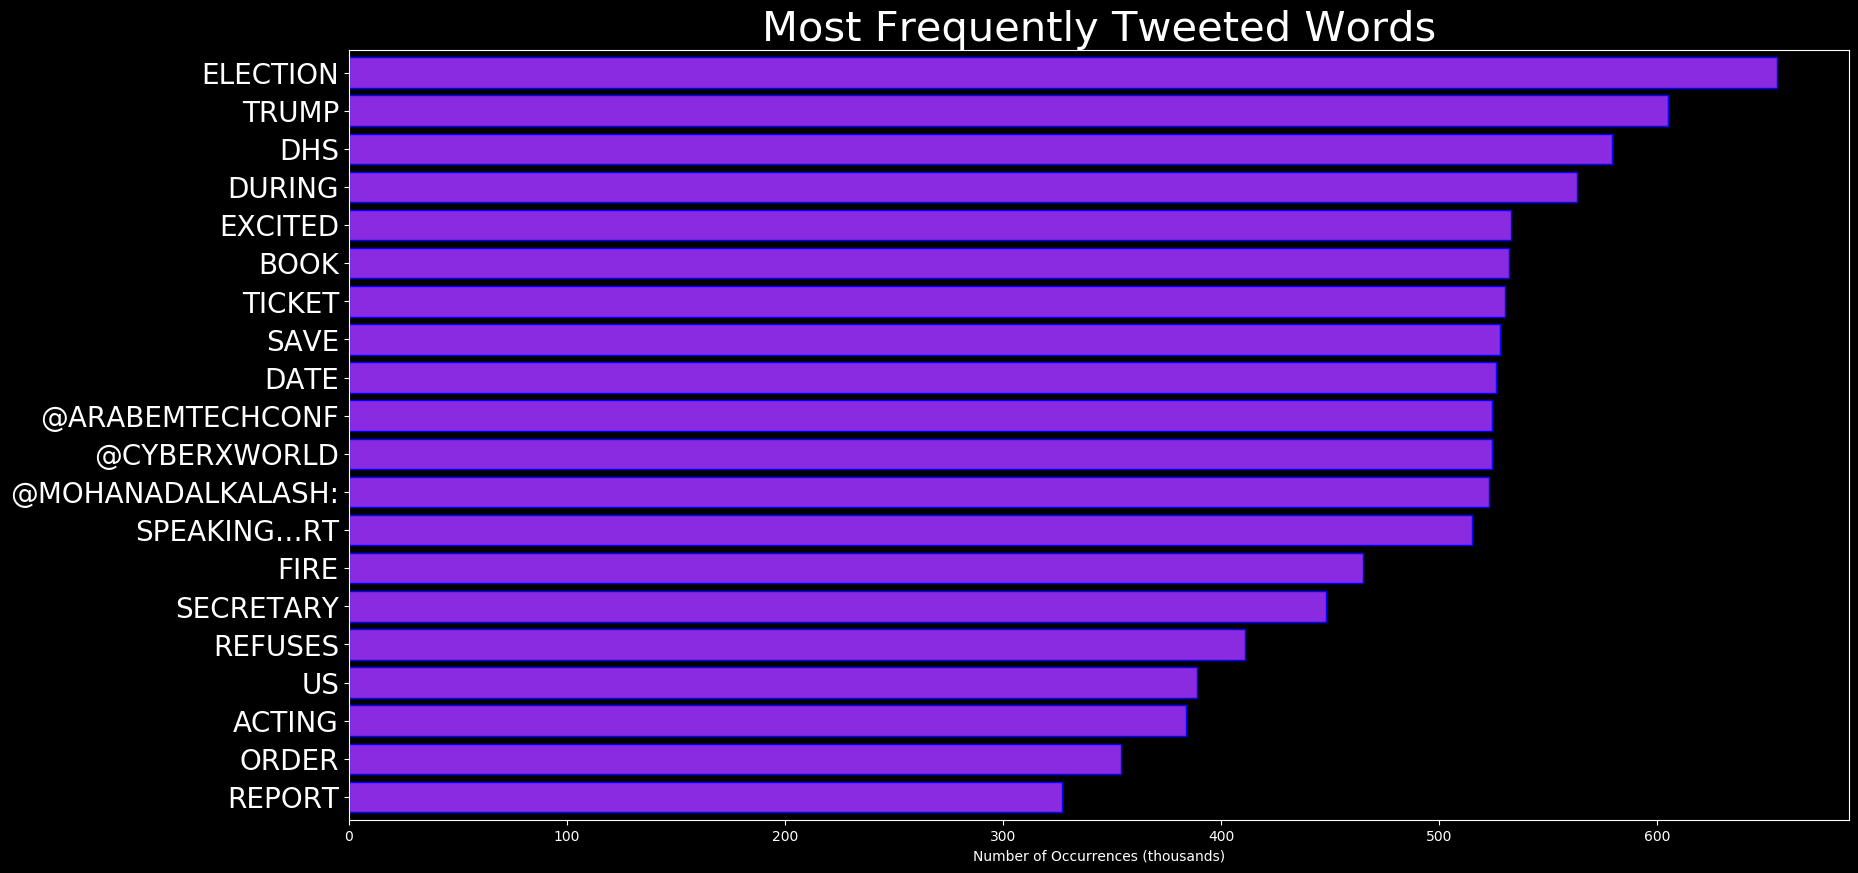 Most Frequently Tweeted Words
ELECTION
TRUMP
DHS
DURING
EXCITED
BOOK
TICKET
SAVE
DATE
@ARABEMTECHCONF
@CYBERXWORLD
@MOHANADALKALASH:
SPEAKING...RT
FIRE
SECRETARY
REFUSES
US
ACTING
ORDER
REPORT
0 100 200 300 400 500 600
Number of Occurrences (thousands)